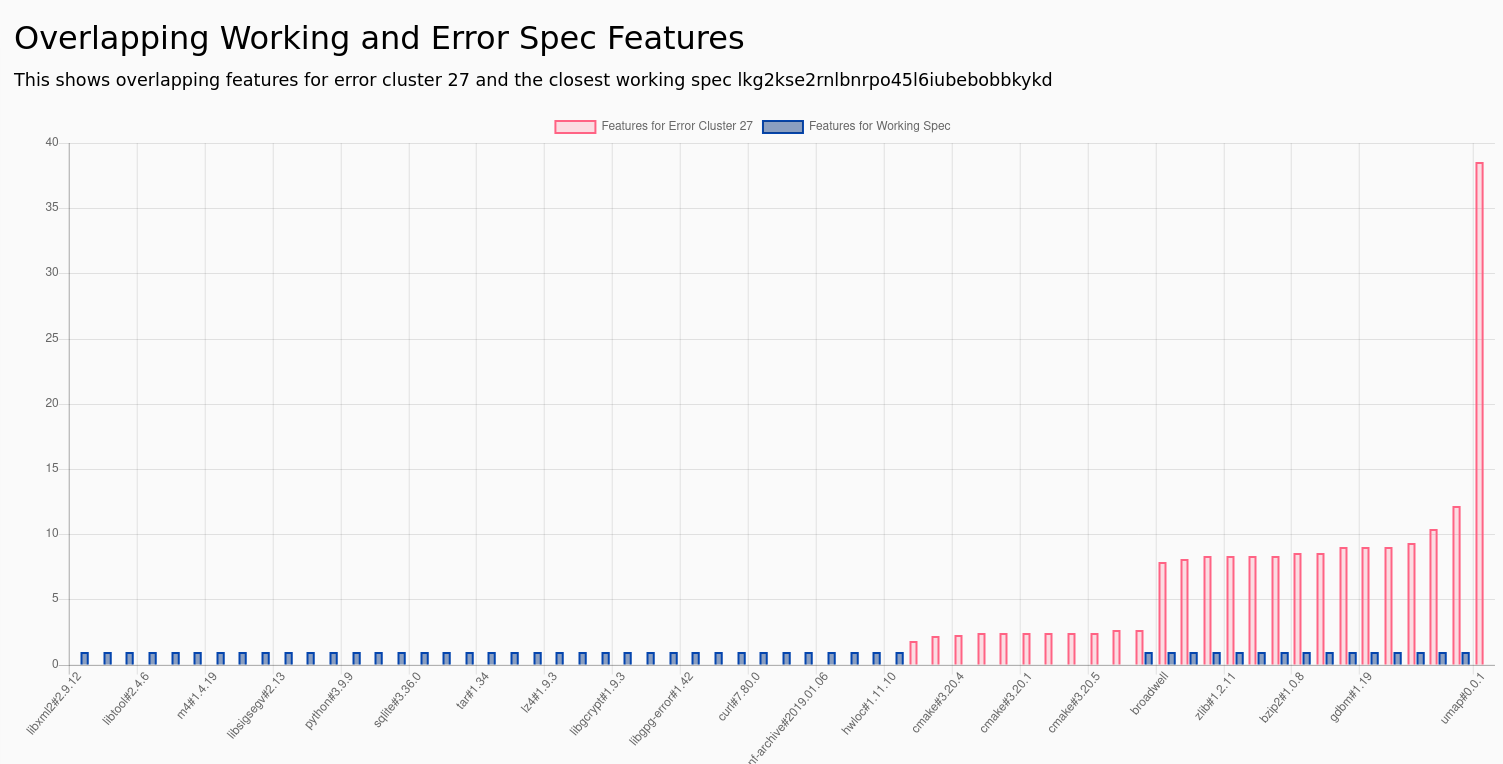 Overlapping Working and Error Spec Features
This shows overlapping features for error cluster 27 and the closest working spec lkg2kse2rnlbnrpo45l6iubebobbkykd
Features for Error Cluster 27 Features for Working Spec
40
35
30
25
20
15
10
5
0
libxml2#2.9.12
libtool#2.4.6
m4#1.4.19
libsigsegv#2.13
python#3.9.9
sqlite#3.36.0
tar#1.34
lz4#1.9.3
libgcrypt#1.9.3
libgpg-error#1.42
curl#7.80.0
nf-archive#2019.01.06
hwloc#1.11.10
cmake#3.20.4
cmake#3.20.1
cmake#3.20.5
broadwell
zlib#1.2.11
bzip2#1.0.8
gdbm#1.19
umap#0.0.1